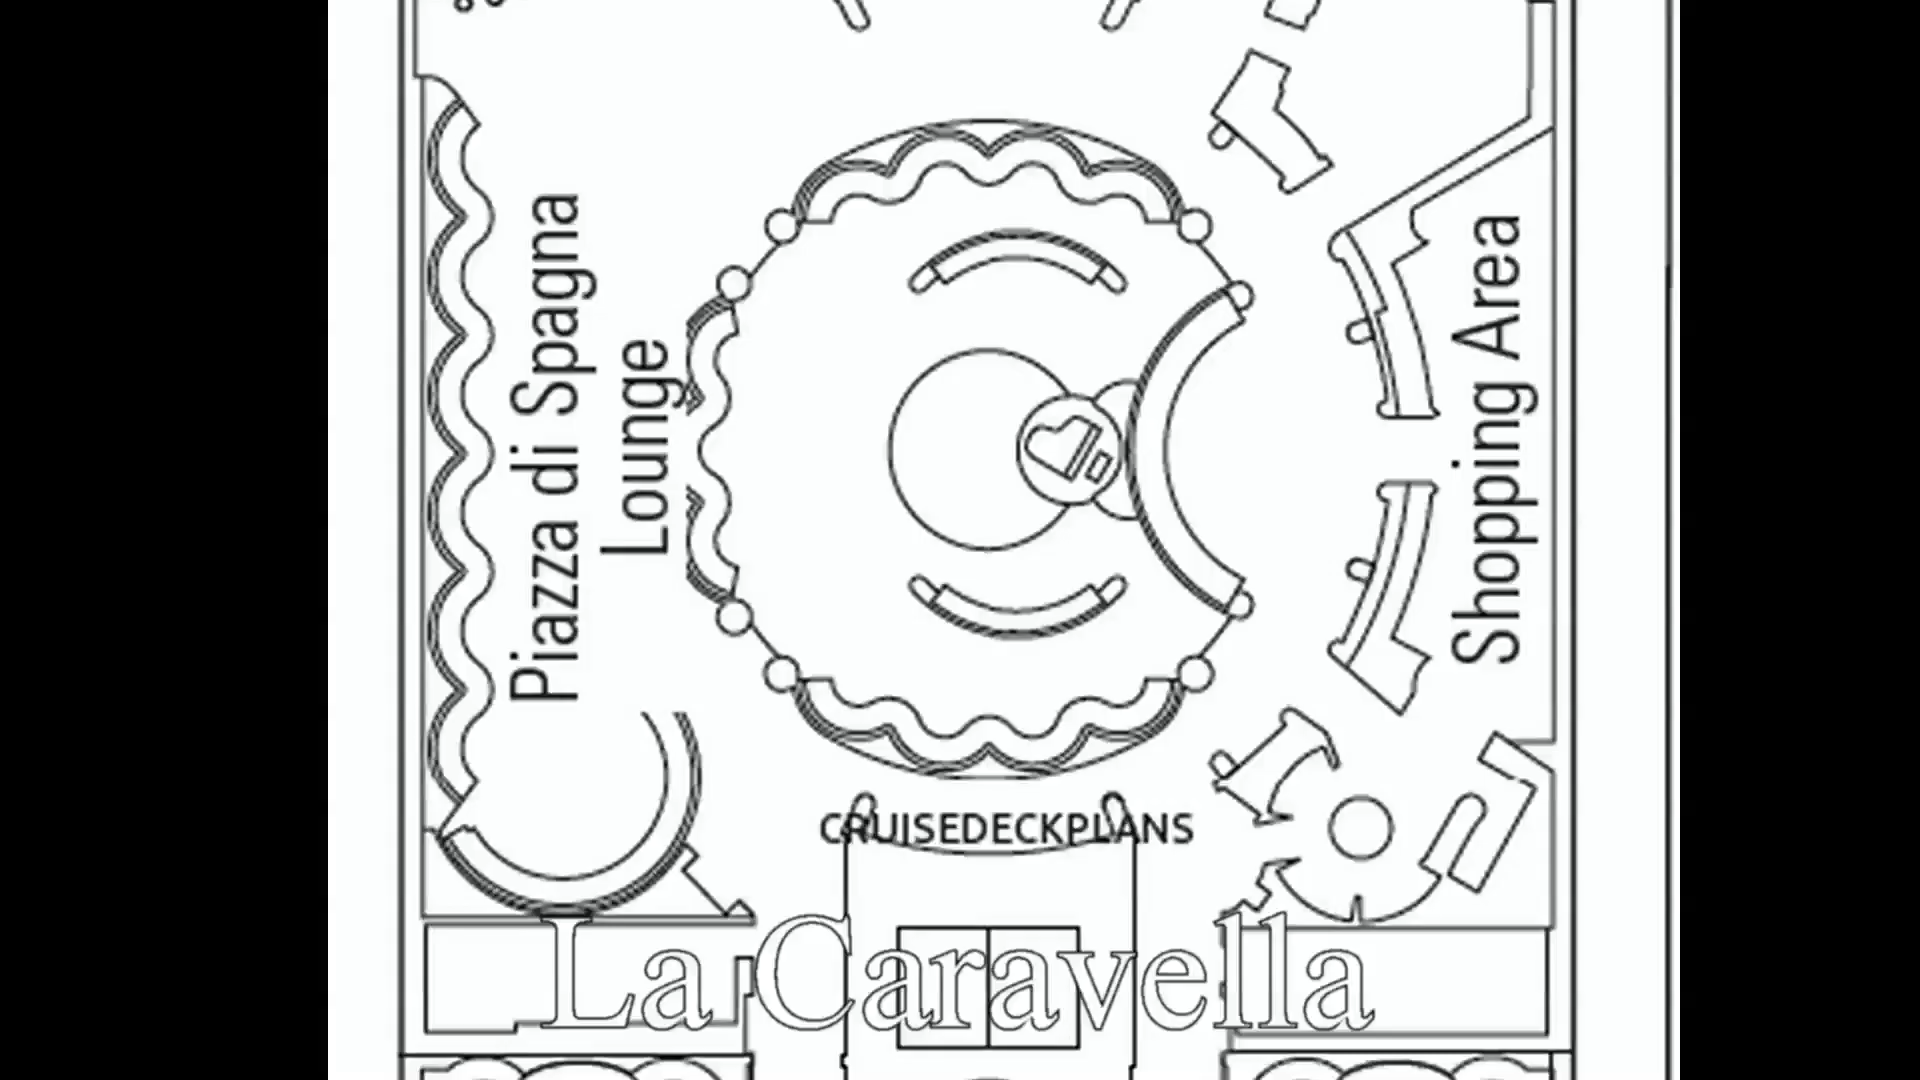 Piazza di Spagna
Lounge
Shopping Area
CRUISEDECKPLANS
La Caravella